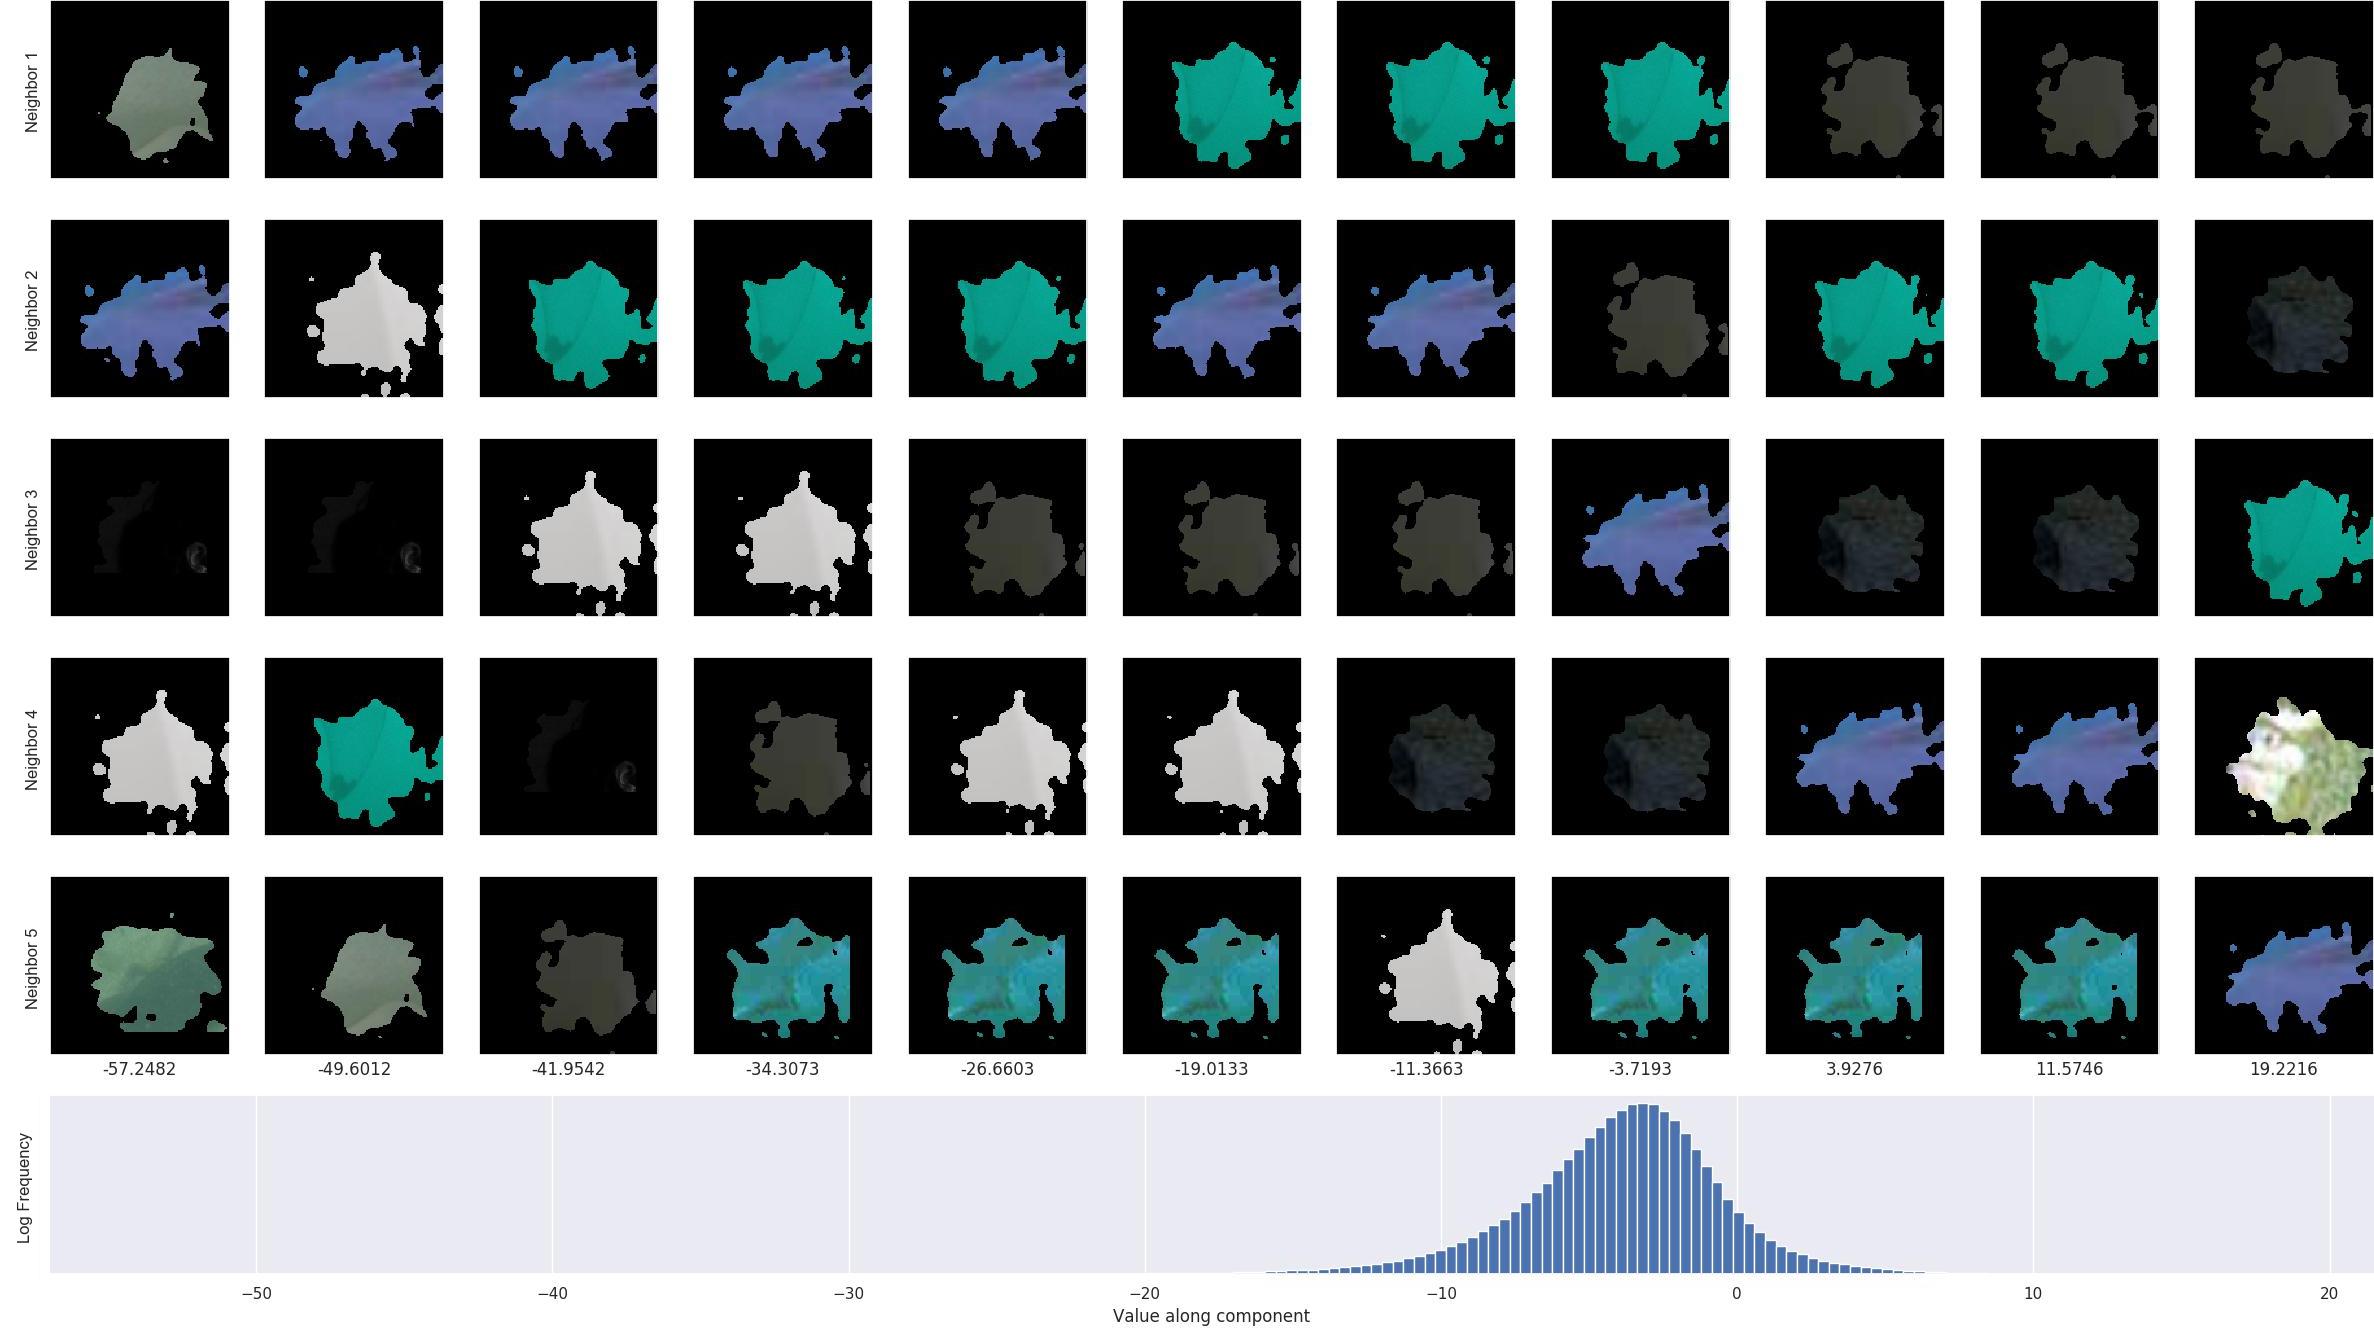 Neighbor 1
Neighbor 2
Neighbor 3
Neighbor 4
Neighbor 5
-57.2482 -49.6012 -41.9542 -34.3073 -26.6603 -19.0133 -11.3663 -3.7193 3.9276 11.5746 19.2216
Log Frequency
−50 −40 −30 −20 −10 0 10 20
Value along component